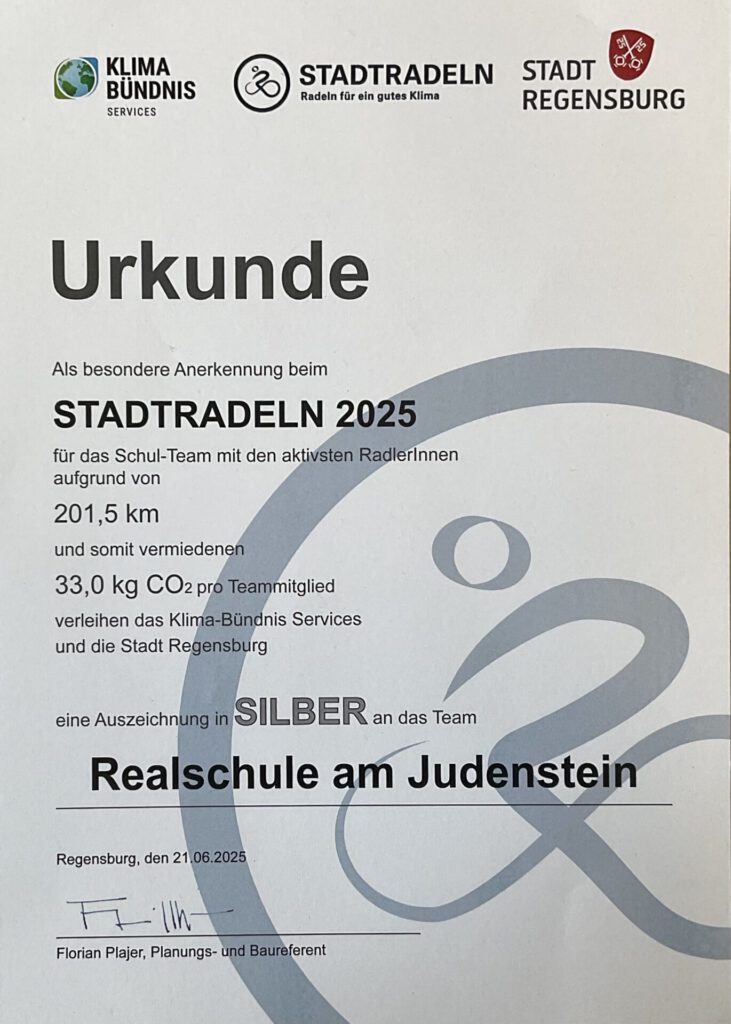 KLIMA
BÜNDNIS
SERVICES
STADTRADELN
Radeln für ein gutes Klima
STADT
REGENSBURG
Urkunde
Als besondere Anerkennung beim
STADTRADELN 2025
für das Schul-Team mit den aktivsten RadlerInnen
aufgrund von
201,5 km
und somit vermiedenen
33,0 kg CO2 pro Teammitglied
verleihen das Klima-Bündnis Services
und die Stadt Regensburg
eine Auszeichnung in SILBER an das Team
Realschule am Judenstein
Regensburg, den 21.06.2025
Florian Plajer, Planungs- und Baureferent